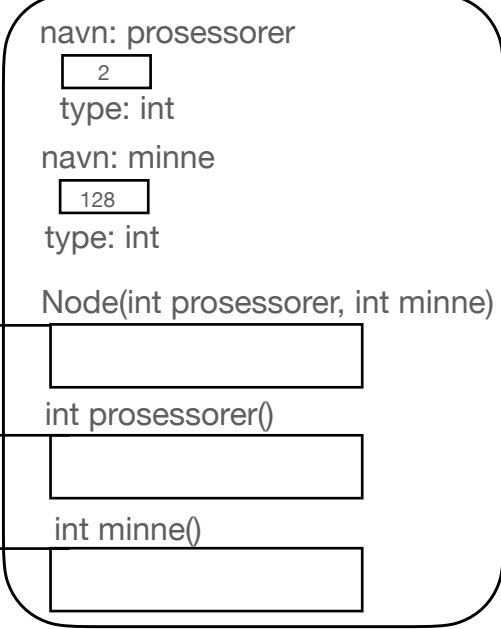 navn: prosessorer
2
type: int
navn: minne
128
type: int
Node(int prosessorer, int minne)
int prosessorer()
int minne()